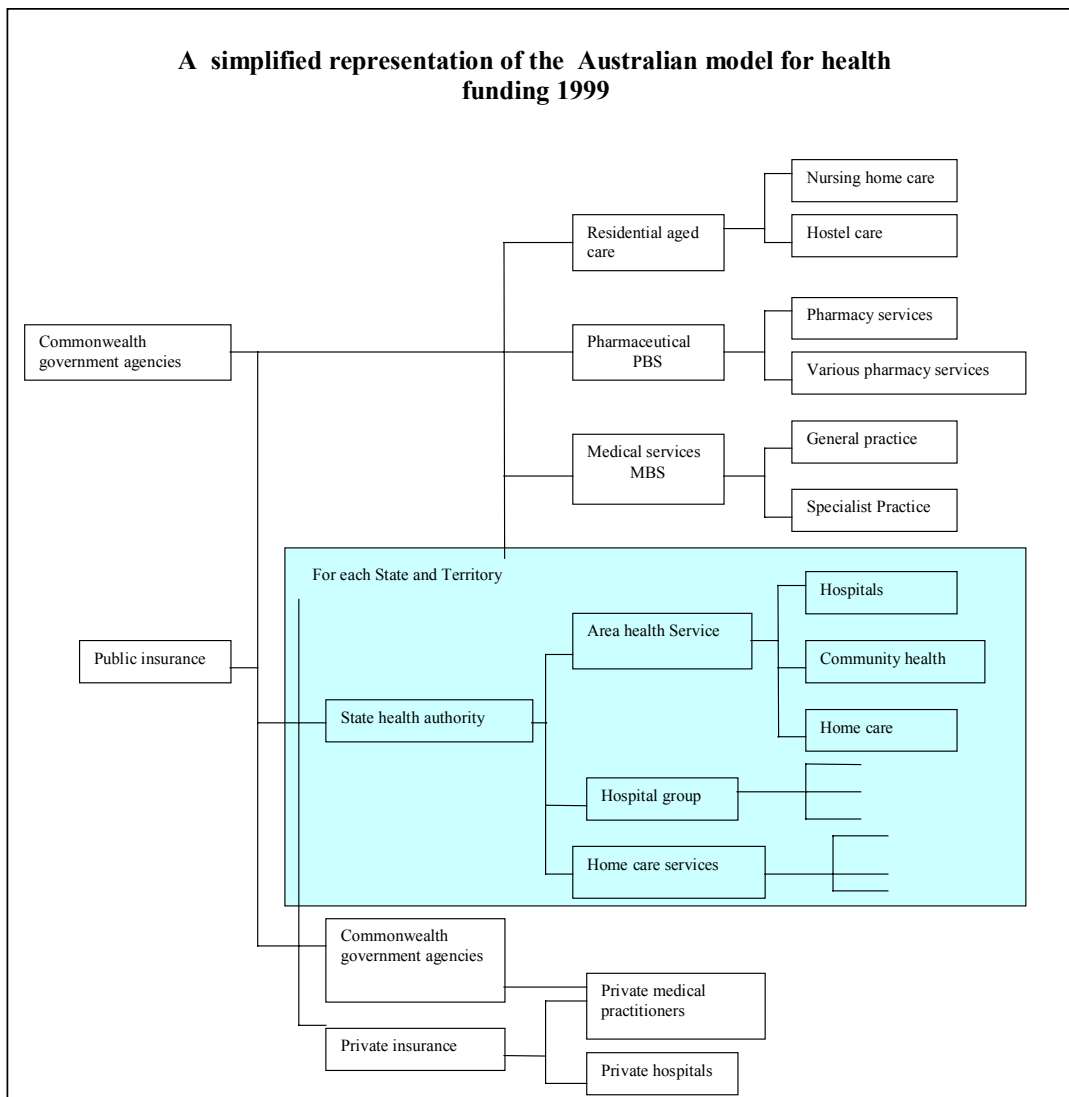 A simplified representation of the Australian model for health
funding 1999
Nursing home care
Residential aged
care
Hostel care
Commonwealth
government agencies
Pharmaceutical
PBS
Pharmacy services
Various pharmacy services
Medical services
MBS
General practice
Specialist Practice
For each State and Territory
Hospitals
Area health Service
Public insurance
Community health
State health authority
Home care
Hospital group
Home care services
Commonwealth
government agencies
Private medical
practitioners
Private insurance
Private hospitals